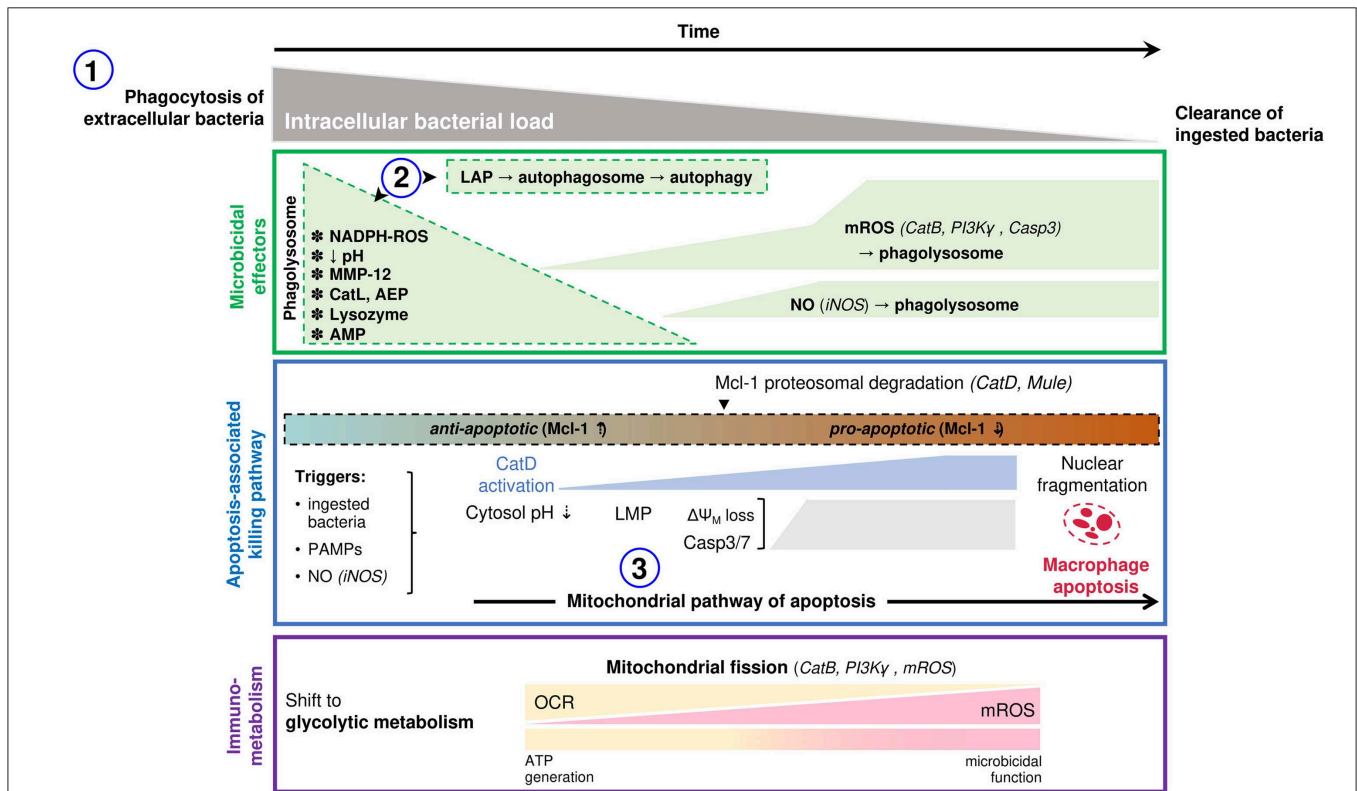 Time
1
Phagocytosis of
extracellular bacteria
Intracellular bacterial load
Clearance of
ingested bacteria
Microbicidal
effectors
Phagolysosome
2
LAP → autophagosome → autophagy
✽ NADPH-ROS
✽ ↓ pH
✽ MMP-12
✽ CatL, AEP
✽ Lysozyme
✽ AMP
mROS (CatB, PI3Kγ , Casp3)
→ phagolysosome
NO (iNOS) → phagolysosome
Apoptosis-associated
killing pathway
Mcl-1 proteosomal degradation (CatD, Mule)
anti-apoptotic (Mcl-1 ⇡)
pro-apoptotic (Mcl-1 ⇣)
Triggers:
• ingested
bacteria
• PAMPs
• NO (iNOS)
CatD
activation
Cytosol pH ⇣
LMP
ΔΨM loss
Casp3/7
Nuclear
fragmentation
Macrophage
apoptosis
3
Mitochondrial pathway of apoptosis
Immuno-
metabolism
Shift to
glycolytic metabolism
Mitochondrial fission (CatB, PI3Kγ , mROS)
OCR
mROS
ATP
generation
microbicidal
function